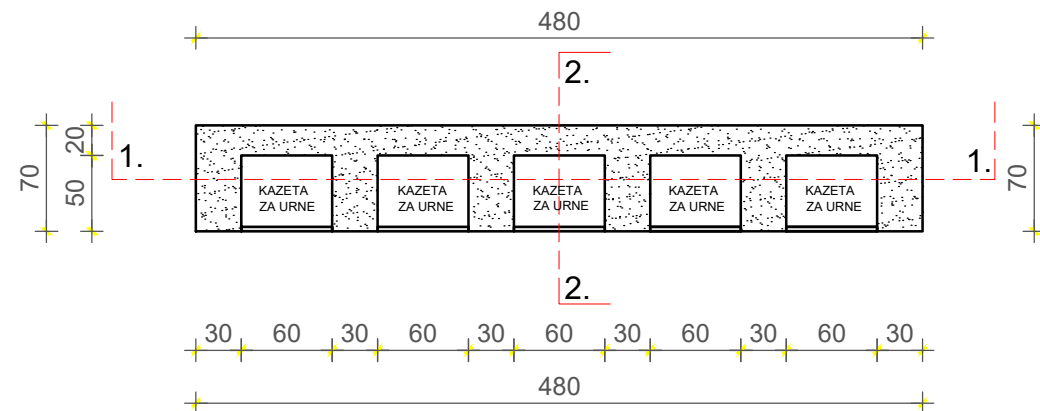 480
2.
20
70
50
1.
1.
70
KAZETA
ZA URNE
KAZETA
ZA URNE
KAZETA
ZA URNE
KAZETA
ZA URNE
KAZETA
ZA URNE
2.
30 60 30 60 30 60 30 60 30 60 30
480